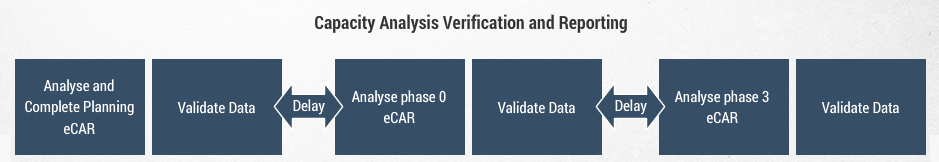 Capacity Analysis Verification and Reporting
Analyse and
Complete Planning
eCAR
Validate Data
Delay
Analyse phase 0
eCAR
Validate Data
Delay
Analyse phase 3
eCAR
Validate Data